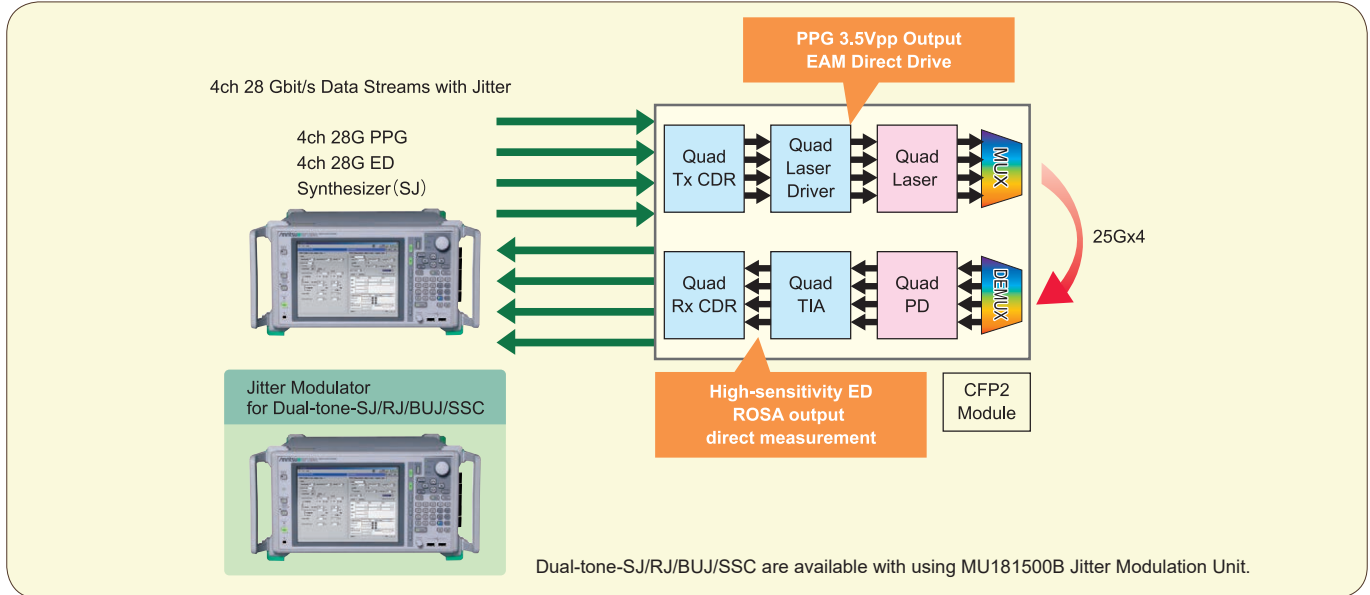 PPG 3.5Vpp Output
EAM Direct Drive
4ch 28 Gbit/s Data Streams with Jitter
4ch 28G PPG
4ch 28G ED
Synthesizer(SJ)
Quad
Tx CDR
Quad
Laser
Driver
Quad
Laser
MUX
25Gx4
Quad
Rx CDR
Quad
TIA
Quad
PD
DEMUX
High-sensitivity ED
ROSA output
direct measurement
CFP2
Module
Jitter Modulator
for Dual-tone-SJ/RJ/BUJ/SSC
Dual-tone-SJ/RJ/BUJ/SSC are available with using MU181500B Jitter Modulation Unit.